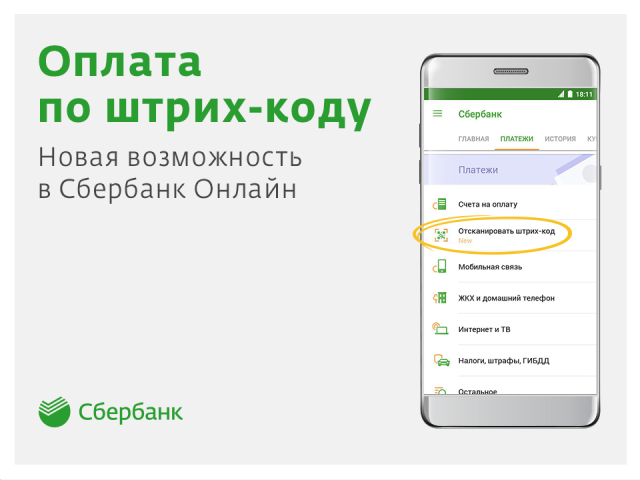 Оплата
по штрих-коду
Новая возможность
в Сбербанк Онлайн
Сбербанк
18:11
Сбербанк
ГЛАВНАЯ ПЛАТЕЖИ ИСТОРИЯ КУ
Платежи
Счета на оплату
Отсканировать штрих-код
New
Мобильная связь
ЖКХ и домашний телефон
Интернет и ТВ
Налоги, штрафы, ГИБДД
Остальное